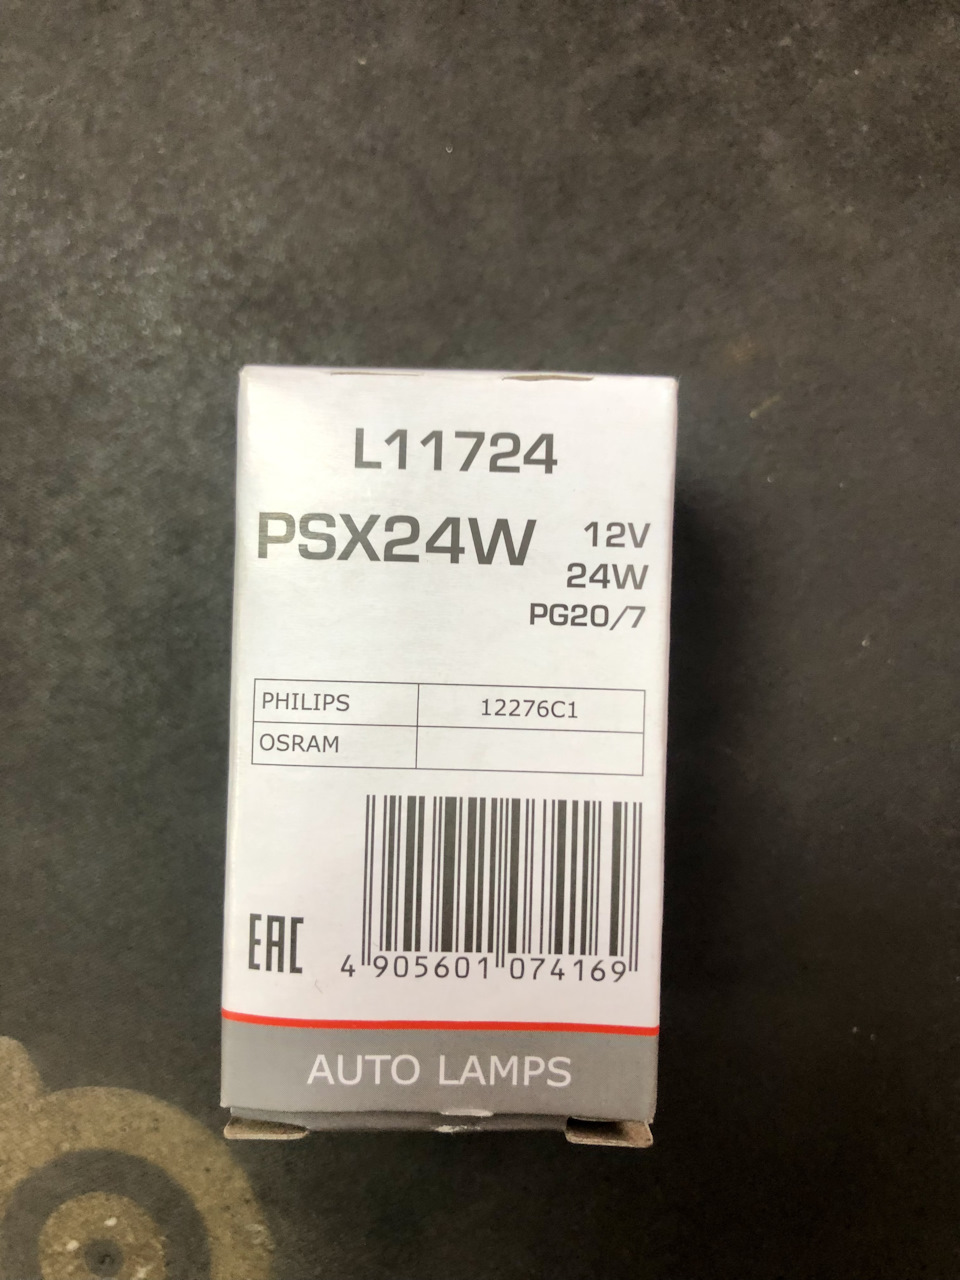 L11724
PSX24W
12V
24W
PG20/7
PHILIPS 12276C1
OSRAM
EAC
4 905601 074169
AUTO LAMPS